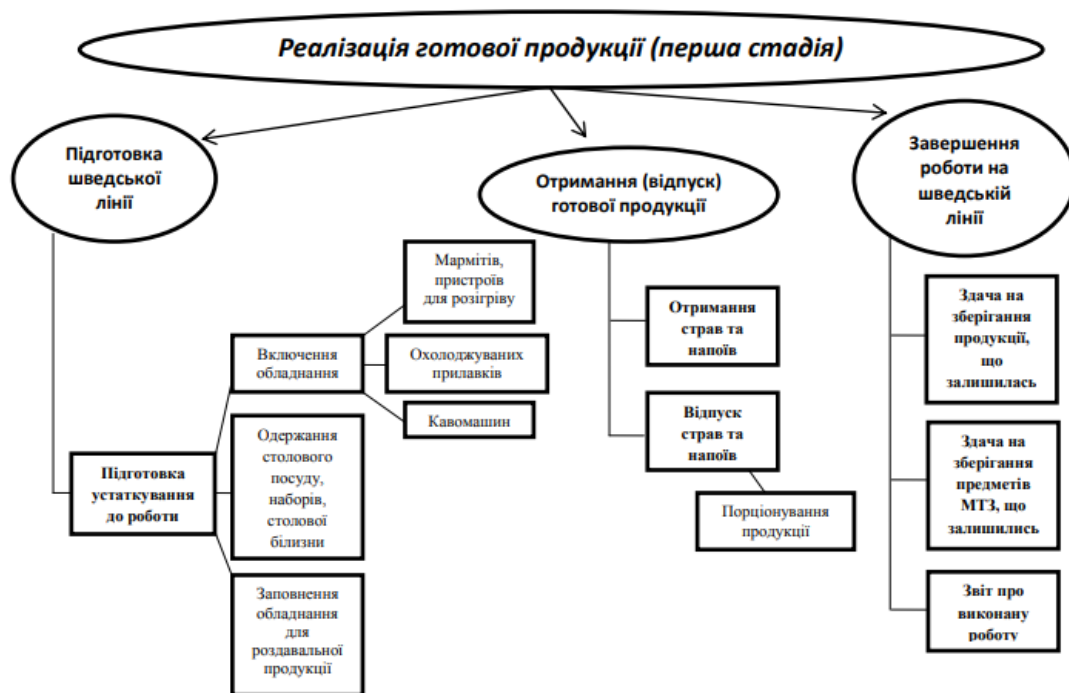 Реалізація готової продукції (перша стадія)
Підготовка
шведської
лінії
Отримання (відпуск)
готової продукції
Завершення
роботи на
шведській
лінії
Мармітів,
пристроїв
для розігріву
Включення
обладнання
Охолоджуваних
прилавків
Кавомашин
Одержання
столового
посуду,
наборів,
столової
білизни
Підготовка
устаткування
до роботи
Заповнення
обладнання
для
роздавальної
продукції
Отримання
страв та
напоїв
Відпуск
страв та
напоїв
Порціонування
продукції
Здача на
зберігання
продукції,
що
залишилась
Здача на
зберігання
предметів
МТЗ, що
залишились
Звіт про
виконану
роботу